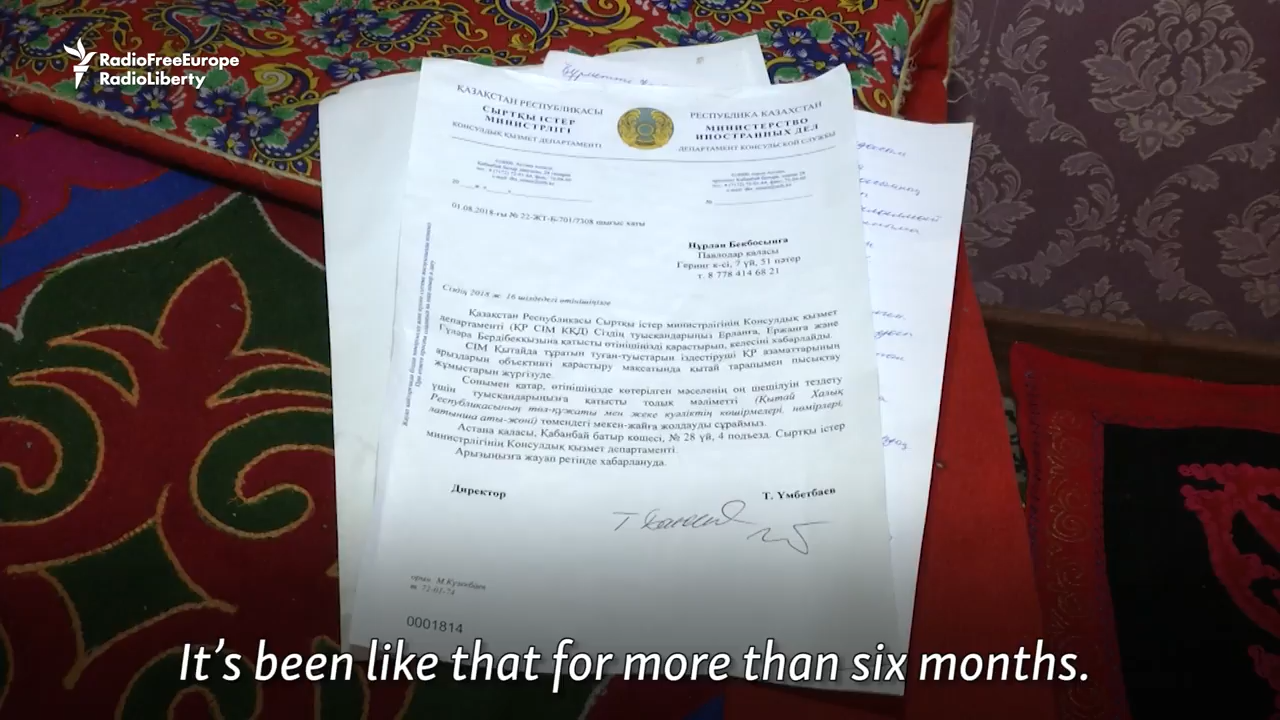 RadioFreeEurope
RadioLiberty
ҚАЗАҚСТАН РЕСПУБЛИКАСЫ
СЫРТҚЫ ІСТЕР
МИНИСТРЛІГІ
КОНСУЛДЫҚ ҚЫЗМЕТ ДЕПАРТАМЕНТІ
РЕСПУБЛИКА КАЗАХСТАН
МИНИСТЕРСТВО
ИНОСТРАННЫХ ДЕЛ
ДЕПАРТАМЕНТ КОНСУЛЬСКОЙ СЛУЖБЫ
01.08.2018-ғы № 22-ЖТ-Б-701/7308 шығыс хаты
Нұрлан Бекбосынға
Павлодар қаласы
Геринг к-сі, 7 үй, 51 пәтер
т. 8 778 414 68 21
Сіздің 2018 ж. 16 шілдедегі өтінішіңізге
Қазақстан Республикасы Сыртқы істер министрлігінің Консулдық қызмет
департаменті (ҚР СІМ КҚД) Сіздің туысқандарыңыз Ерланға, Ержанға және
Гүлара Бердібекқызына қатысты өтінішіңізді қарастырып, келесіні хабарлайды.
СІМ Қытайда тұратын туған-туыстарын іздестіруші ҚР азаматтарының
арыздарын объективті қарастыру мақсатында қытай тарапымен пысықтау
жұмыстарын жүргізуде.
Сонымен қатар, өтінішіңізде көтерілген мәселенің оң шешілуін тездету
үшін туысқандарыңызға қатысты толық мәліметті (Қытай Халық
Республикасының төл-құжаты мен жеке куәліктің көшірмелері, нөмірлері,
латынша аты-жөні) төмендегі мекен-жайға жолдауды сұраймыз.
Астана қаласы, Қабанбай батыр көшесі, № 28 үй, 4 подъезд. Сыртқы істер
министрлігінің Консулдық қызмет департаменті.
Арызыңызға жауап ретінде хабарлануда.
Директор
Т. Үмбетбаев
72-01-74
0001814
It's been like that for more than six months.